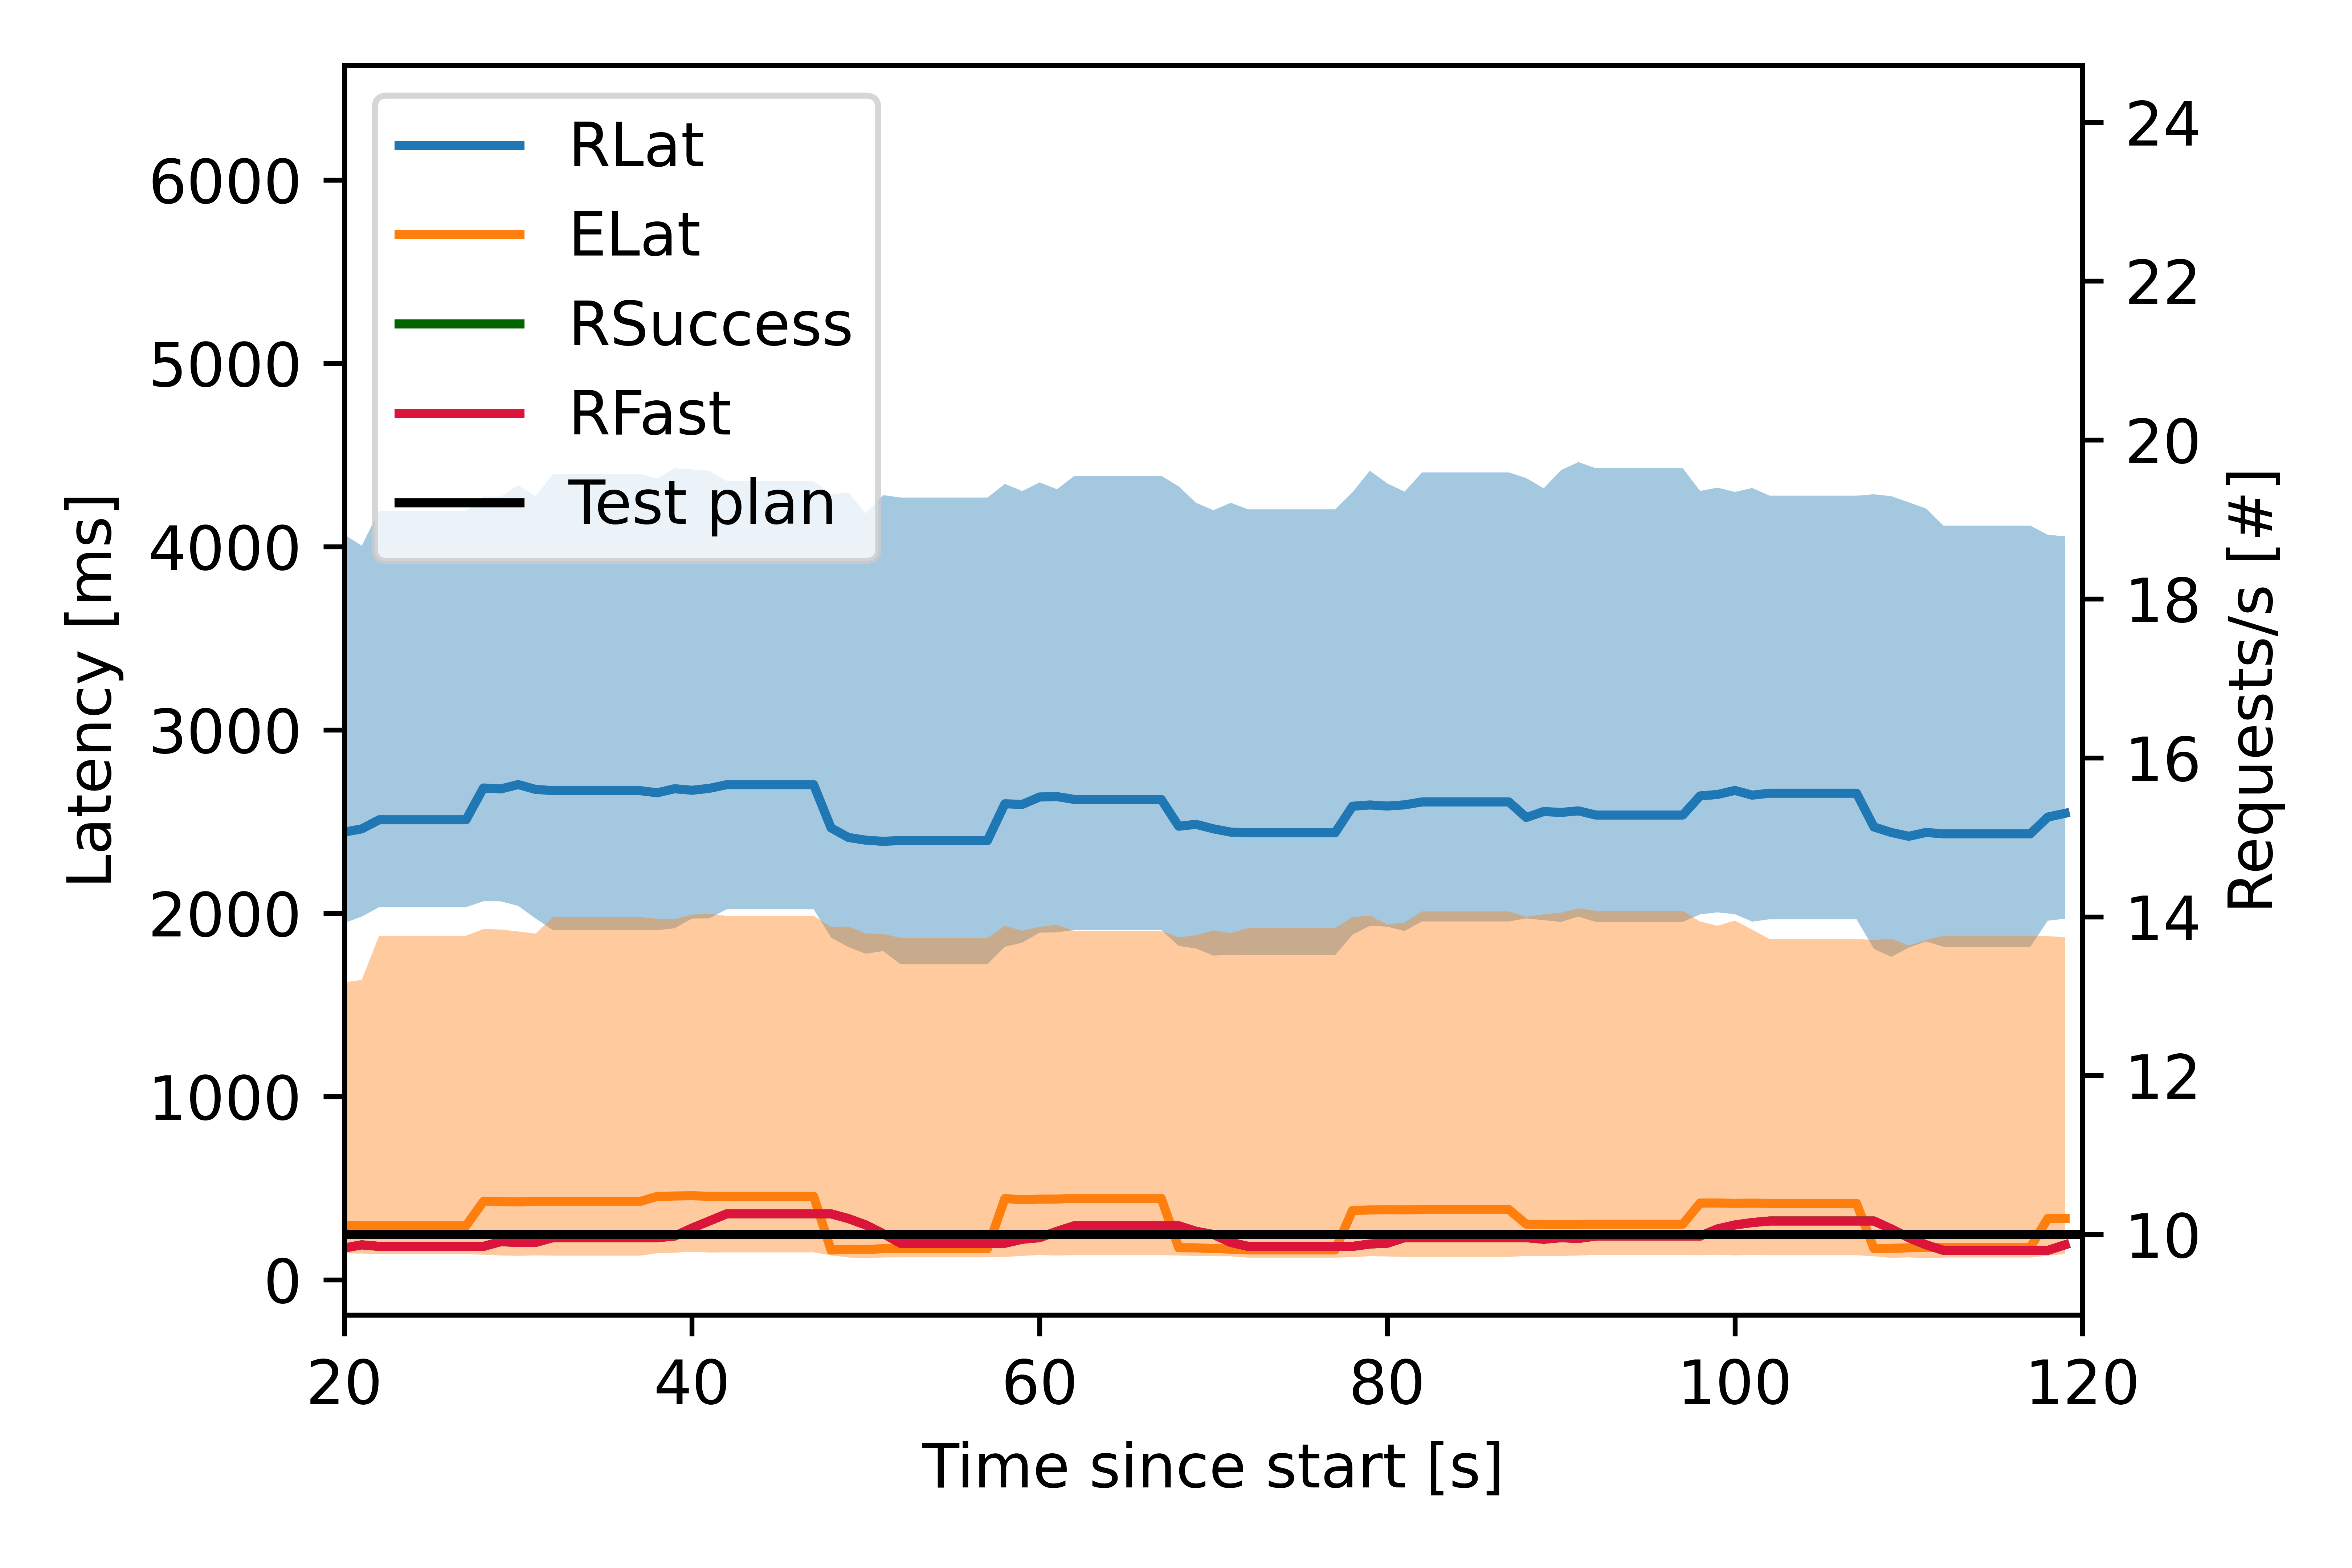 RLat
ELat
RSuccess
RFast
Test plan
6000
5000
4000
3000
2000
1000
0
Latency [ms]
24
22
20
18
16
14
12
10
Requests/s [#]
20
40
60
80
100
120
Time since start [s]